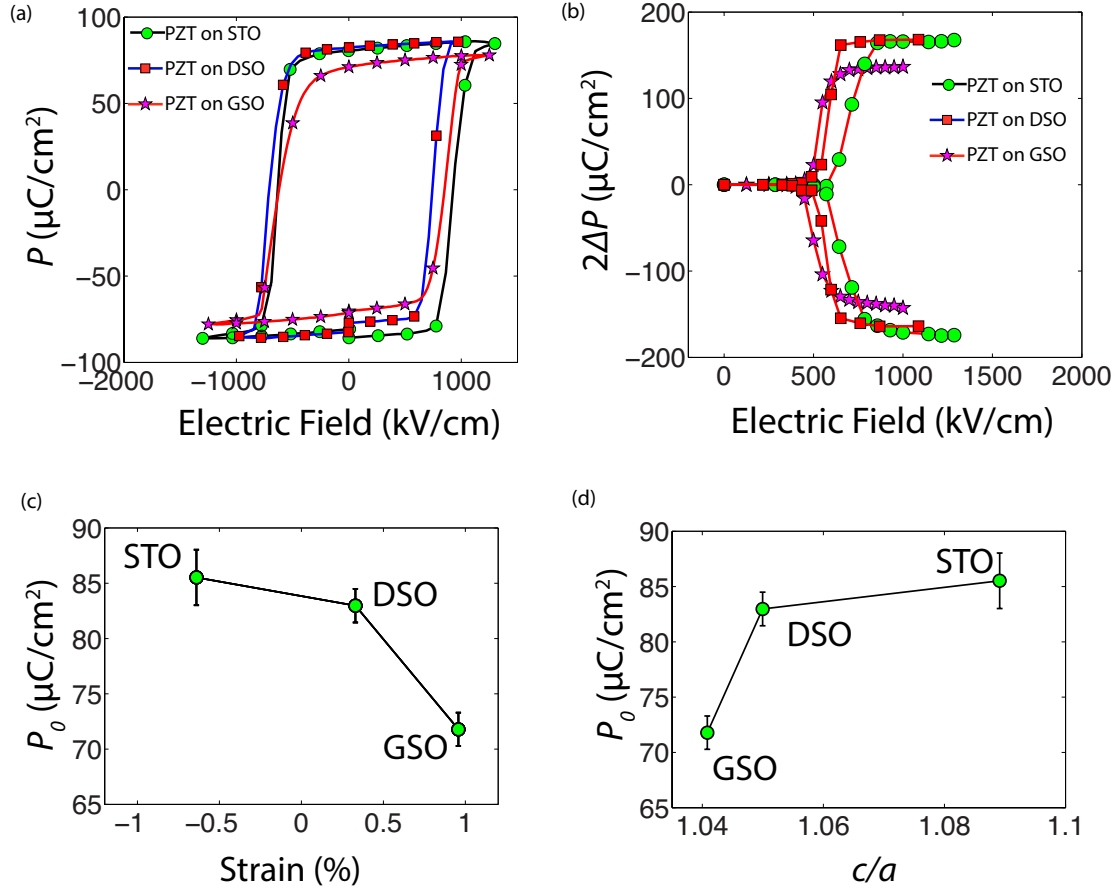 (a)
100
50
0
−50
−100
P (µC/cm²)
PZT on STO
PZT on DSO
PZT on GSO
−2000
−1000
0
1000
Electric Field (kV/cm)
(b)
200
100
0
−100
−200
2ΔP (µC/cm²)
PZT on STO
PZT on DSO
PZT on GSO
0
500
1000
1500
2000
Electric Field (kV/cm)
(c)
90
85
80
75
70
65
P₀ (µC/cm²)
STO
DSO
GSO
−1
−0.5
0
0.5
1
Strain (%)
(d)
90
85
80
75
70
65
P₀ (µC/cm²)
STO
DSO
GSO
1.04
1.06
1.08
1.1
c/a